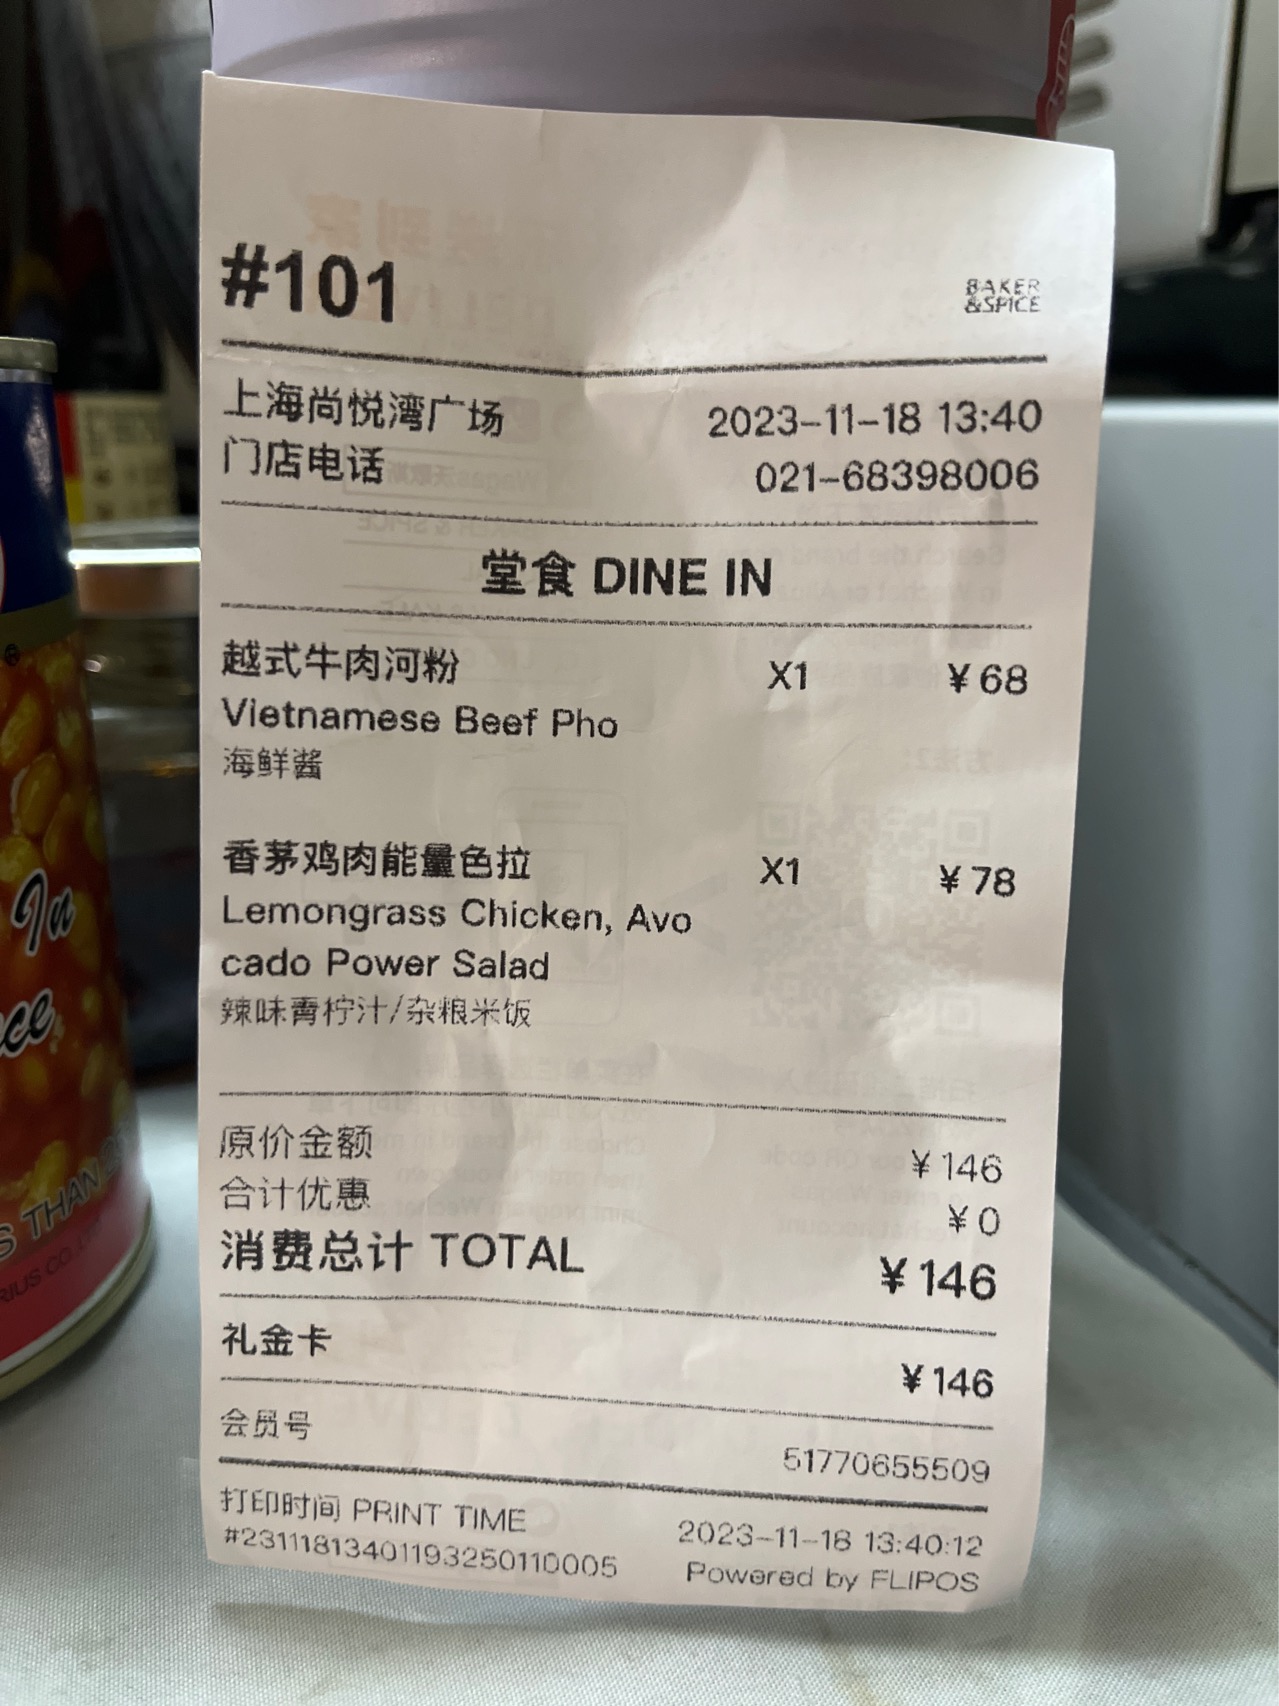 #101
BAKER
&SPICE
上海尚悦湾广场 2023-11-18 13:40
门店电话 021-68398006
堂食 DINE IN
越式牛肉河粉 X1 ¥68
Vietnamese Beef Pho
海鲜酱
香茅鸡肉能量色拉 X1 ¥78
Lemongrass Chicken, Avo
cado Power Salad
辣味青柠汁/杂粮米饭
原价金额 ¥146
合计优惠 ¥0
消费总计 TOTAL ¥146
礼金卡 ¥146
会员号 51770655509
打印时间 PRINT TIME 2023-11-18 13:40:12
#231118134011932501 10005 Powered by FLIPOS
In
THAN